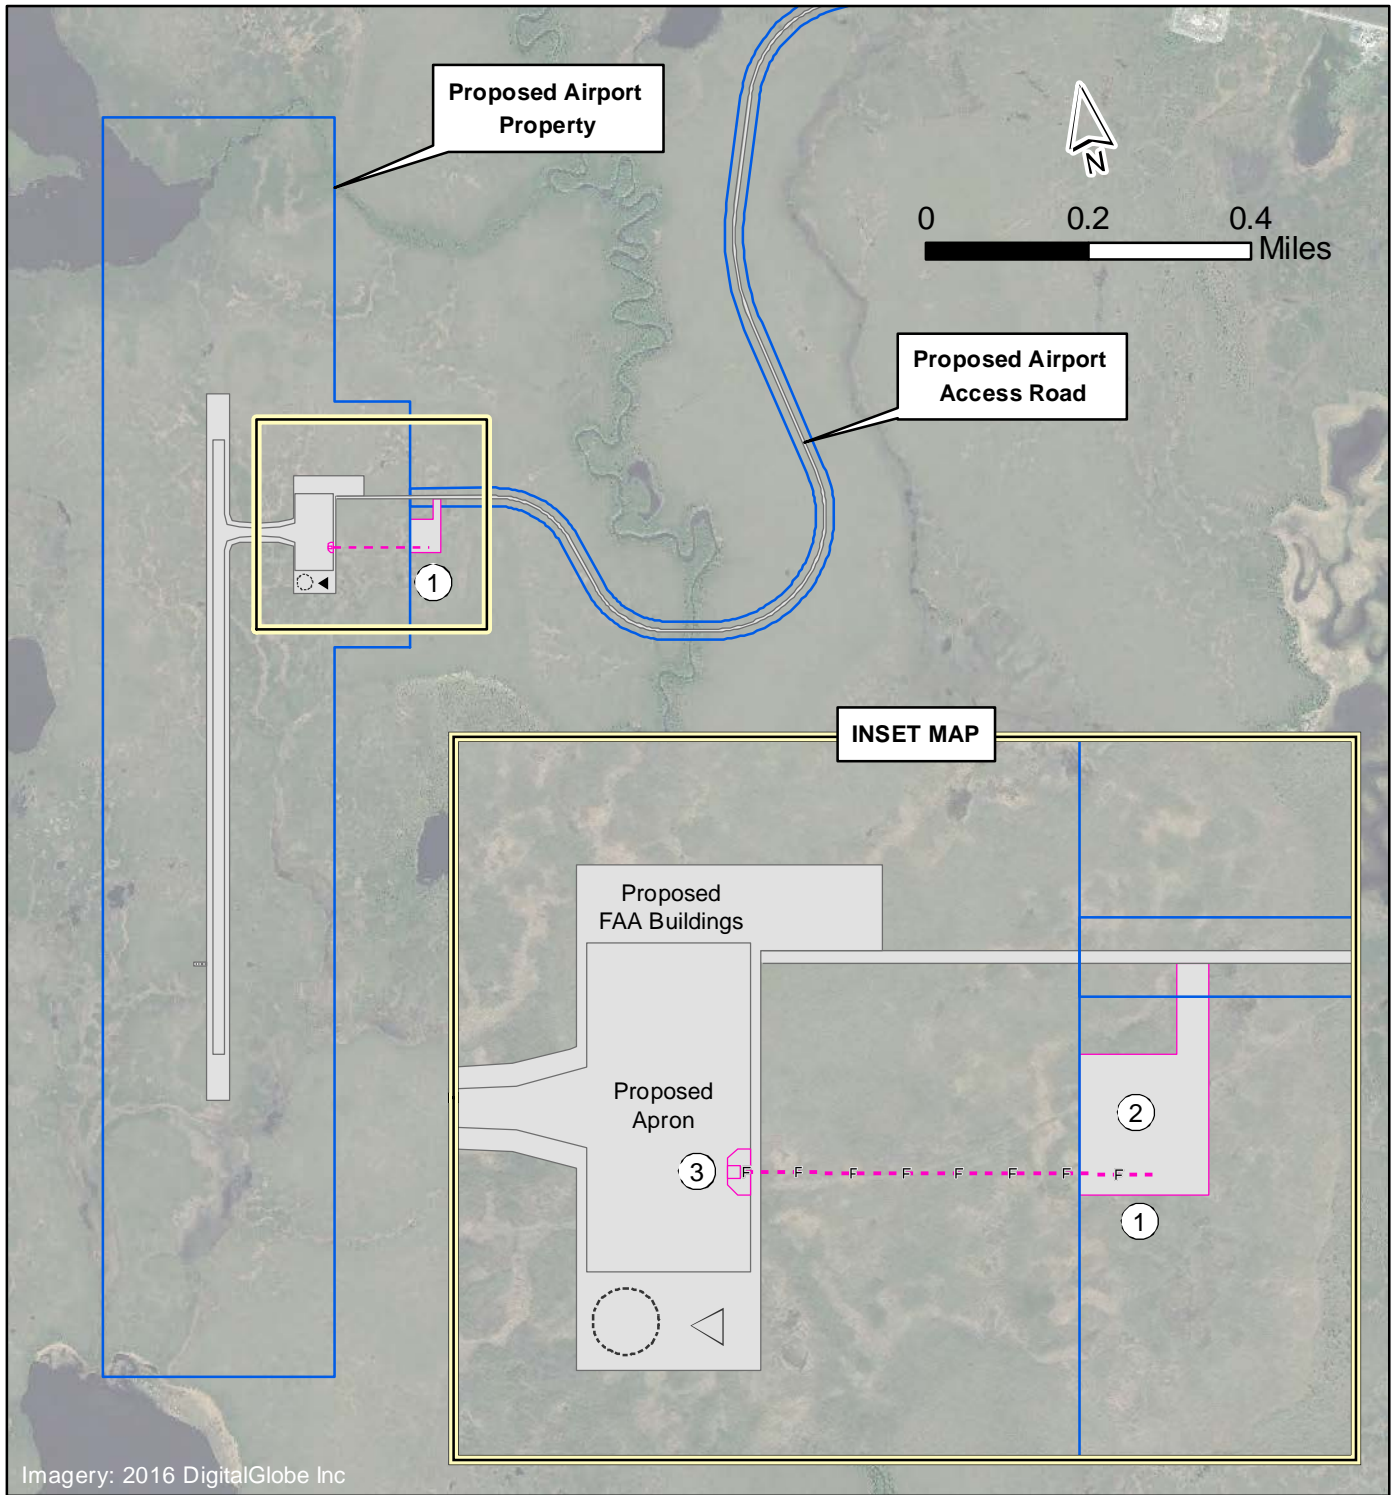 Proposed Airport
Property
N
0 0.2 0.4
Miles
Proposed Airport
Access Road
1
INSET MAP
Proposed
FAA Buildings
Proposed
Apron
2
3
F F F F F F F F
1
Imagery: 2016 DigitalGlobe Inc